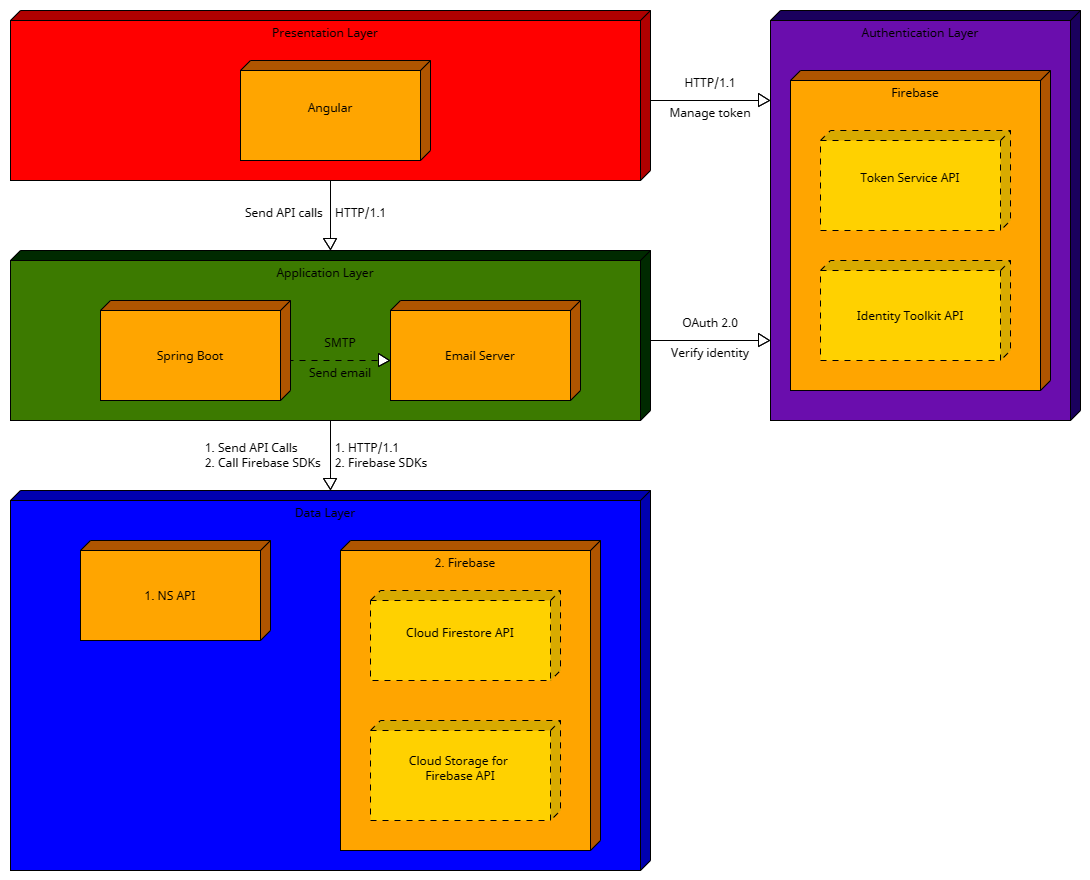 Presentation Layer
Angular
HTTP/1.1
Manage token
Authentication Layer
Firebase
Token Service API
Identity Toolkit API
Send API calls
HTTP/1.1
Application Layer
Spring Boot
SMTP
Send email
Email Server
OAuth 2.0
Verify identity
1. Send API Calls
2. Call Firebase SDKs
1. HTTP/1.1
2. Firebase SDKs
Data Layer
1. NS API
2. Firebase
Cloud Firestore API
Cloud Storage for
Firebase API